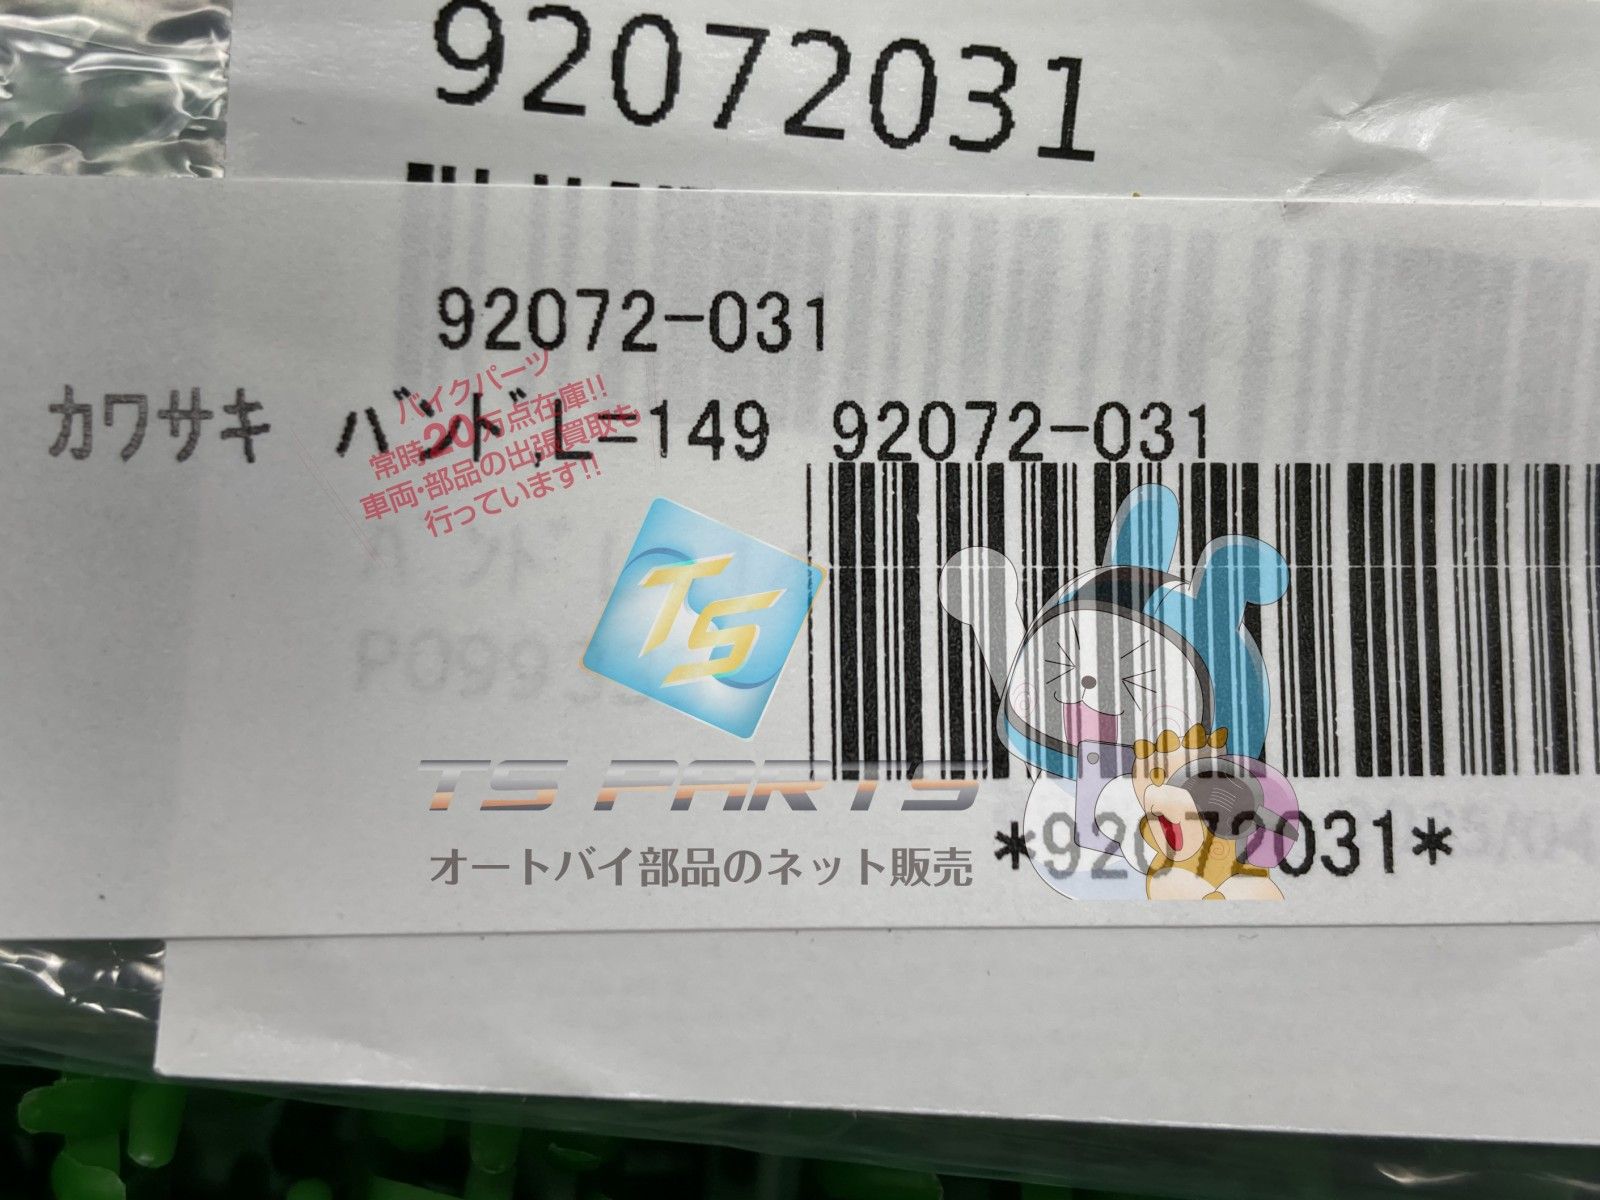 92072031
92072-031
カワサキ バンド,L=149 92072-031
バイクパーツ
常時20万点在庫!!
車両・部品の出張買取も
行っています!!
TS
TS PARTS
オートバイ部品のネット販売
*92072031*